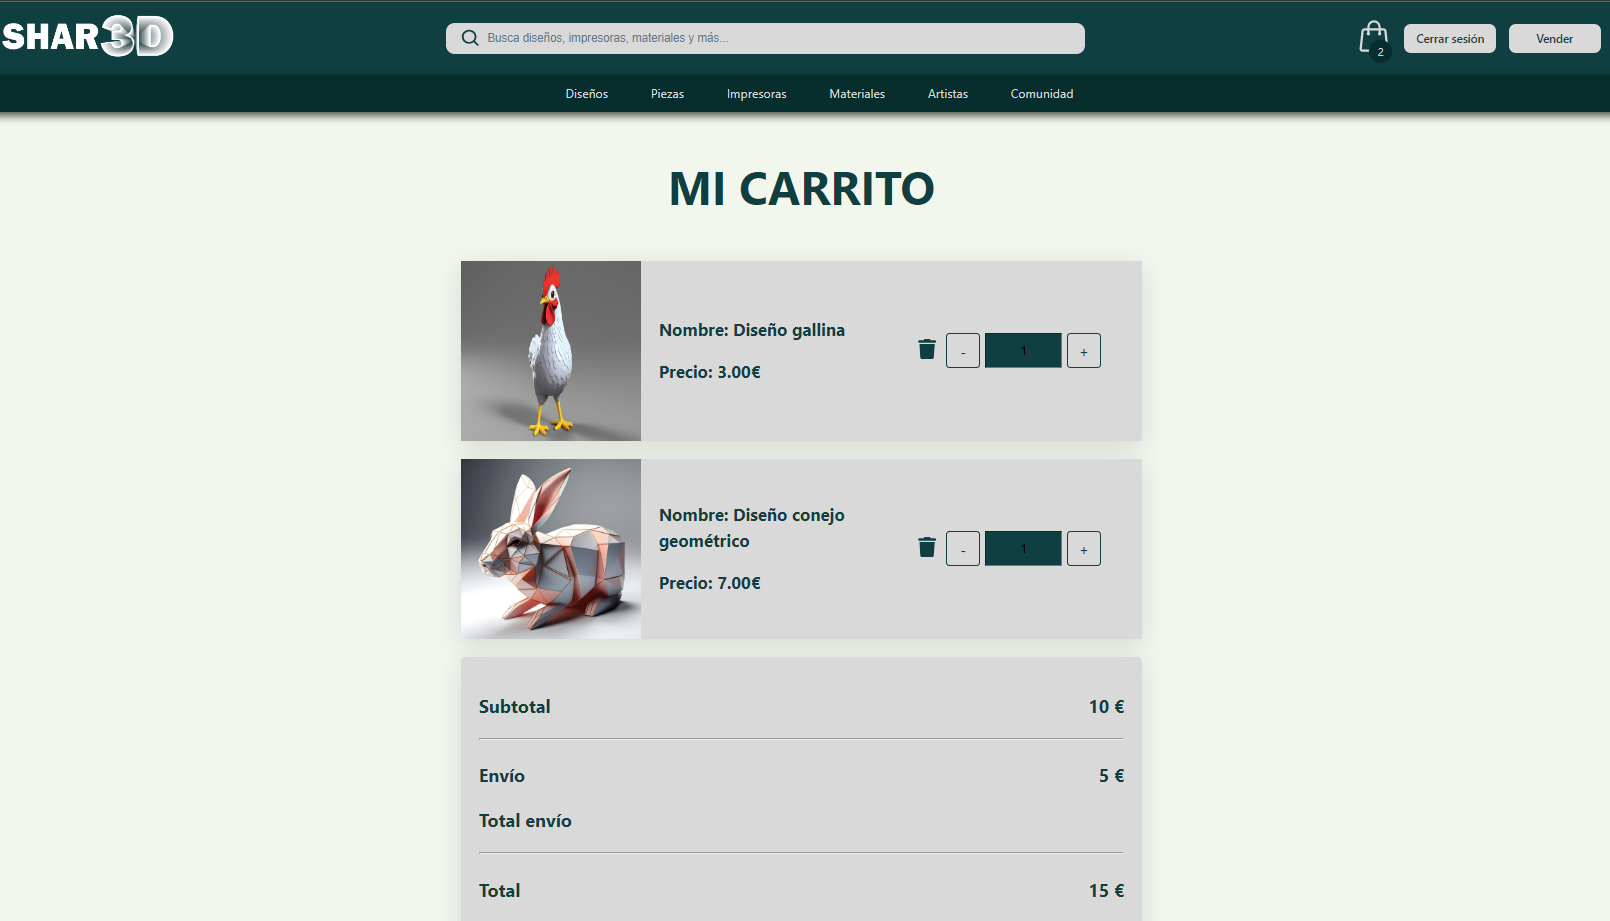 SHAR3D
Busca diseños, impresoras, materiales y más...
2
Cerrar sesión
Vender
Diseños Piezas Impresoras Materiales Artistas Comunidad
MI CARRITO
Nombre: Diseño gallina
Precio: 3.00€
- 1 +
Nombre: Diseño conejo
geométrico
Precio: 7.00€
- 1 +
Subtotal 10 €
Envío 5 €
Total envío
Total 15 €